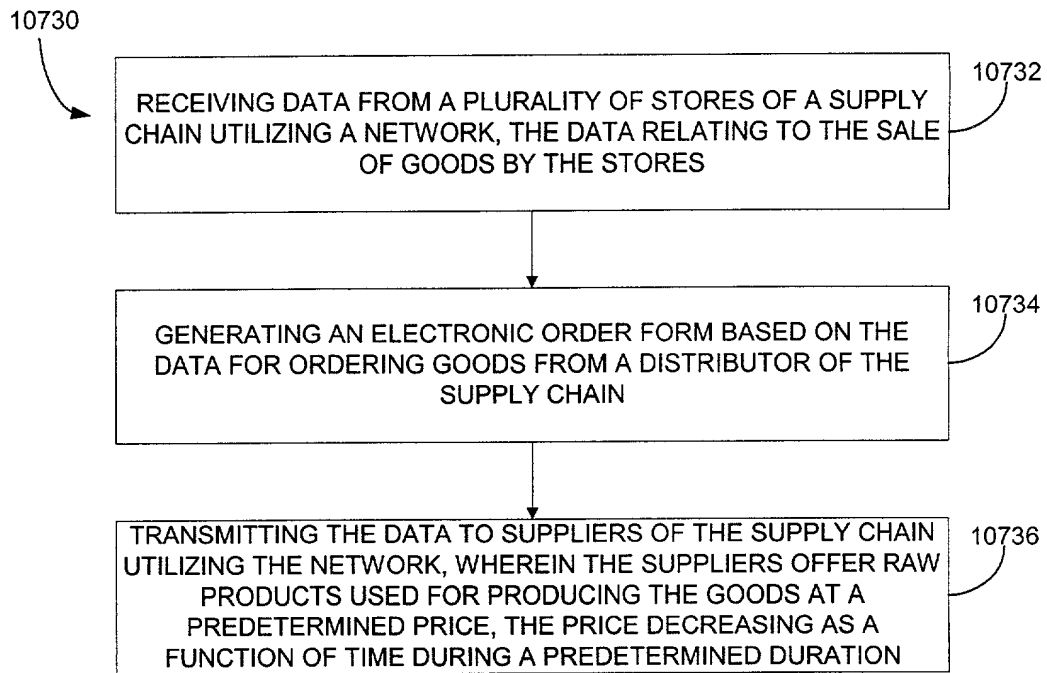 10730
10732
RECEIVING DATA FROM A PLURALITY OF STORES OF A SUPPLY
CHAIN UTILIZING A NETWORK, THE DATA RELATING TO THE SALE
OF GOODS BY THE STORES
10734
GENERATING AN ELECTRONIC ORDER FORM BASED ON THE
DATA FOR ORDERING GOODS FROM A DISTRIBUTOR OF THE
SUPPLY CHAIN
10736
TRANSMITTING THE DATA TO SUPPLIERS OF THE SUPPLY CHAIN
UTILIZING THE NETWORK, WHEREIN THE SUPPLIERS OFFER RAW
PRODUCTS USED FOR PRODUCING THE GOODS AT A
PREDETERMINED PRICE, THE PRICE DECREASING AS A
FUNCTION OF TIME DURING A PREDETERMINED DURATION